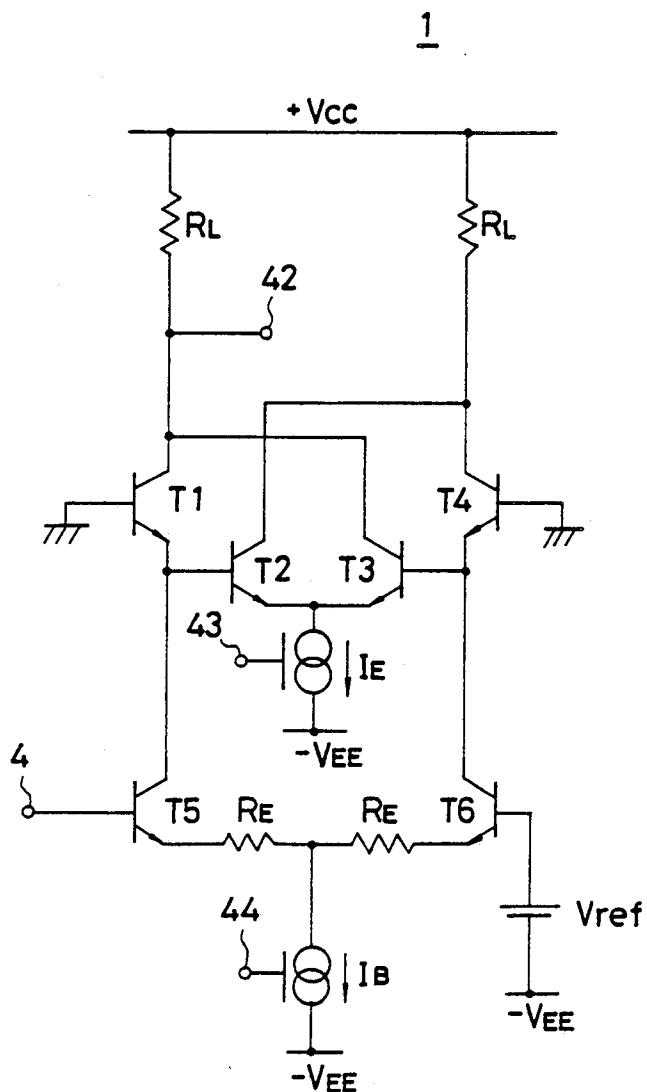 1
+Vcc
RL RL
42
T1 T4
T2 T3
43
IE
-VEE
4
T5 RE RE T6
44
IB
Vref
-VEE
-VEE